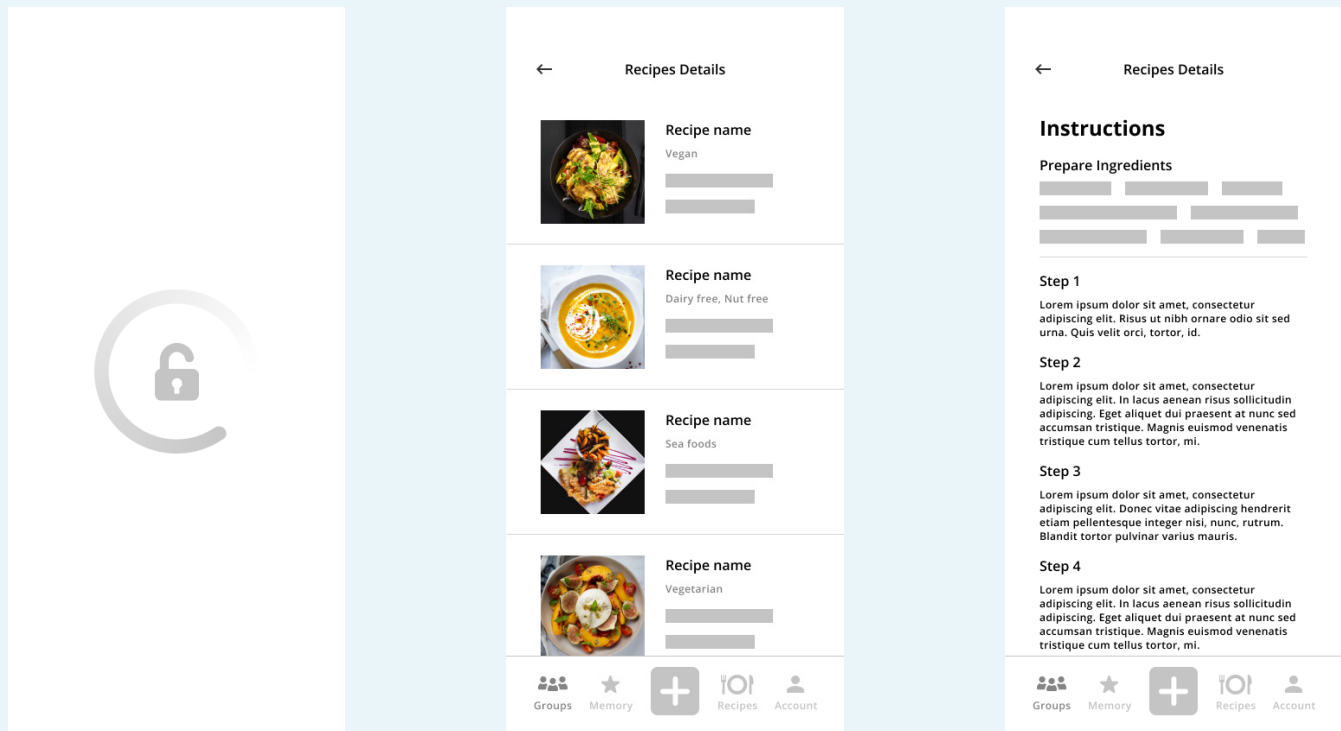 Recipes Details
Recipe name
Vegan
Recipe name
Dairy free, Nut free
Recipe name
Sea foods
Recipe name
Vegetarian
Groups
Memory
Recipes
Account
Recipes Details
Instructions
Prepare Ingredients
Step 1
Lorem ipsum dolor sit amet, consectetur
adipiscing elit. Risus ut nibh ornare odio sit sed
urna. Quis velit orci, tortor, id.
Step 2
Lorem ipsum dolor sit amet, consectetur
adipiscing elit. In lacus aenean risus sollicitudin
adipiscing. Eget aliquet dui praesent at nunc sed
accumsan tristique. Magnis euismod venenatis
tristique cum tellus tortor, mi.
Step 3
Lorem ipsum dolor sit amet, consectetur
adipiscing elit. Donec vitae adipiscing hendrerit
etiam pellentesque integer nisi, nunc, rutrum.
Blandit tortor pulvinar varius mauris.
Step 4
Lorem ipsum dolor sit amet, consectetur
adipiscing elit. In lacus aenean risus sollicitudin
adipiscing. Eget aliquet dui praesent at nunc sed
accumsan tristique. Magnis euismod venenatis
tristique cum tellus tortor, mi.
Groups
Memory
Recipes
Account